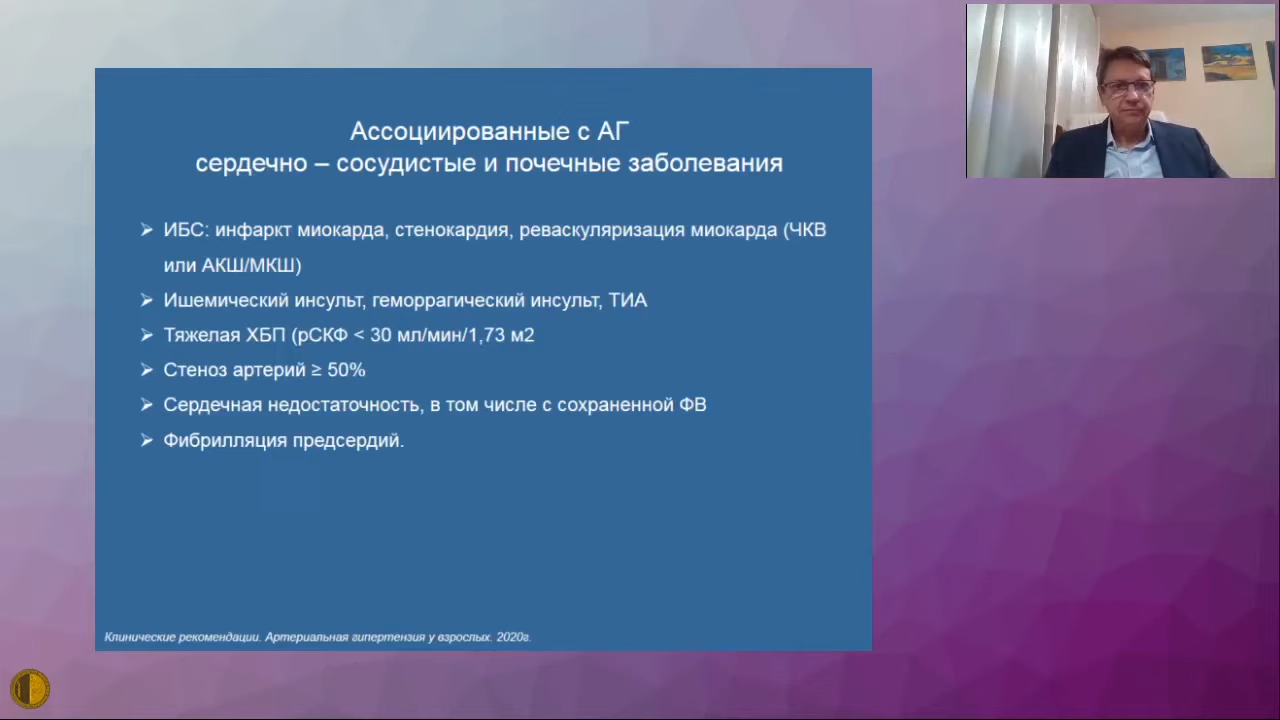 Ассоциированные с АГ
сердечно – сосудистые и почечные заболевания
➢ ИБС: инфаркт миокарда, стенокардия, реваскуляризация миокарда (ЧКВ
или АКШ/МКШ)
➢ Ишемический инсульт, геморрагический инсульт, ТИА
➢ Тяжелая ХБП (рСКФ < 30 мл/мин/1,73 м2
➢ Стеноз артерий ≥ 50%
➢ Сердечная недостаточность, в том числе с сохраненной ФВ
➢ Фибрилляция предсердий.
Клинические рекомендации. Артериальная гипертензия у взрослых. 2020г.